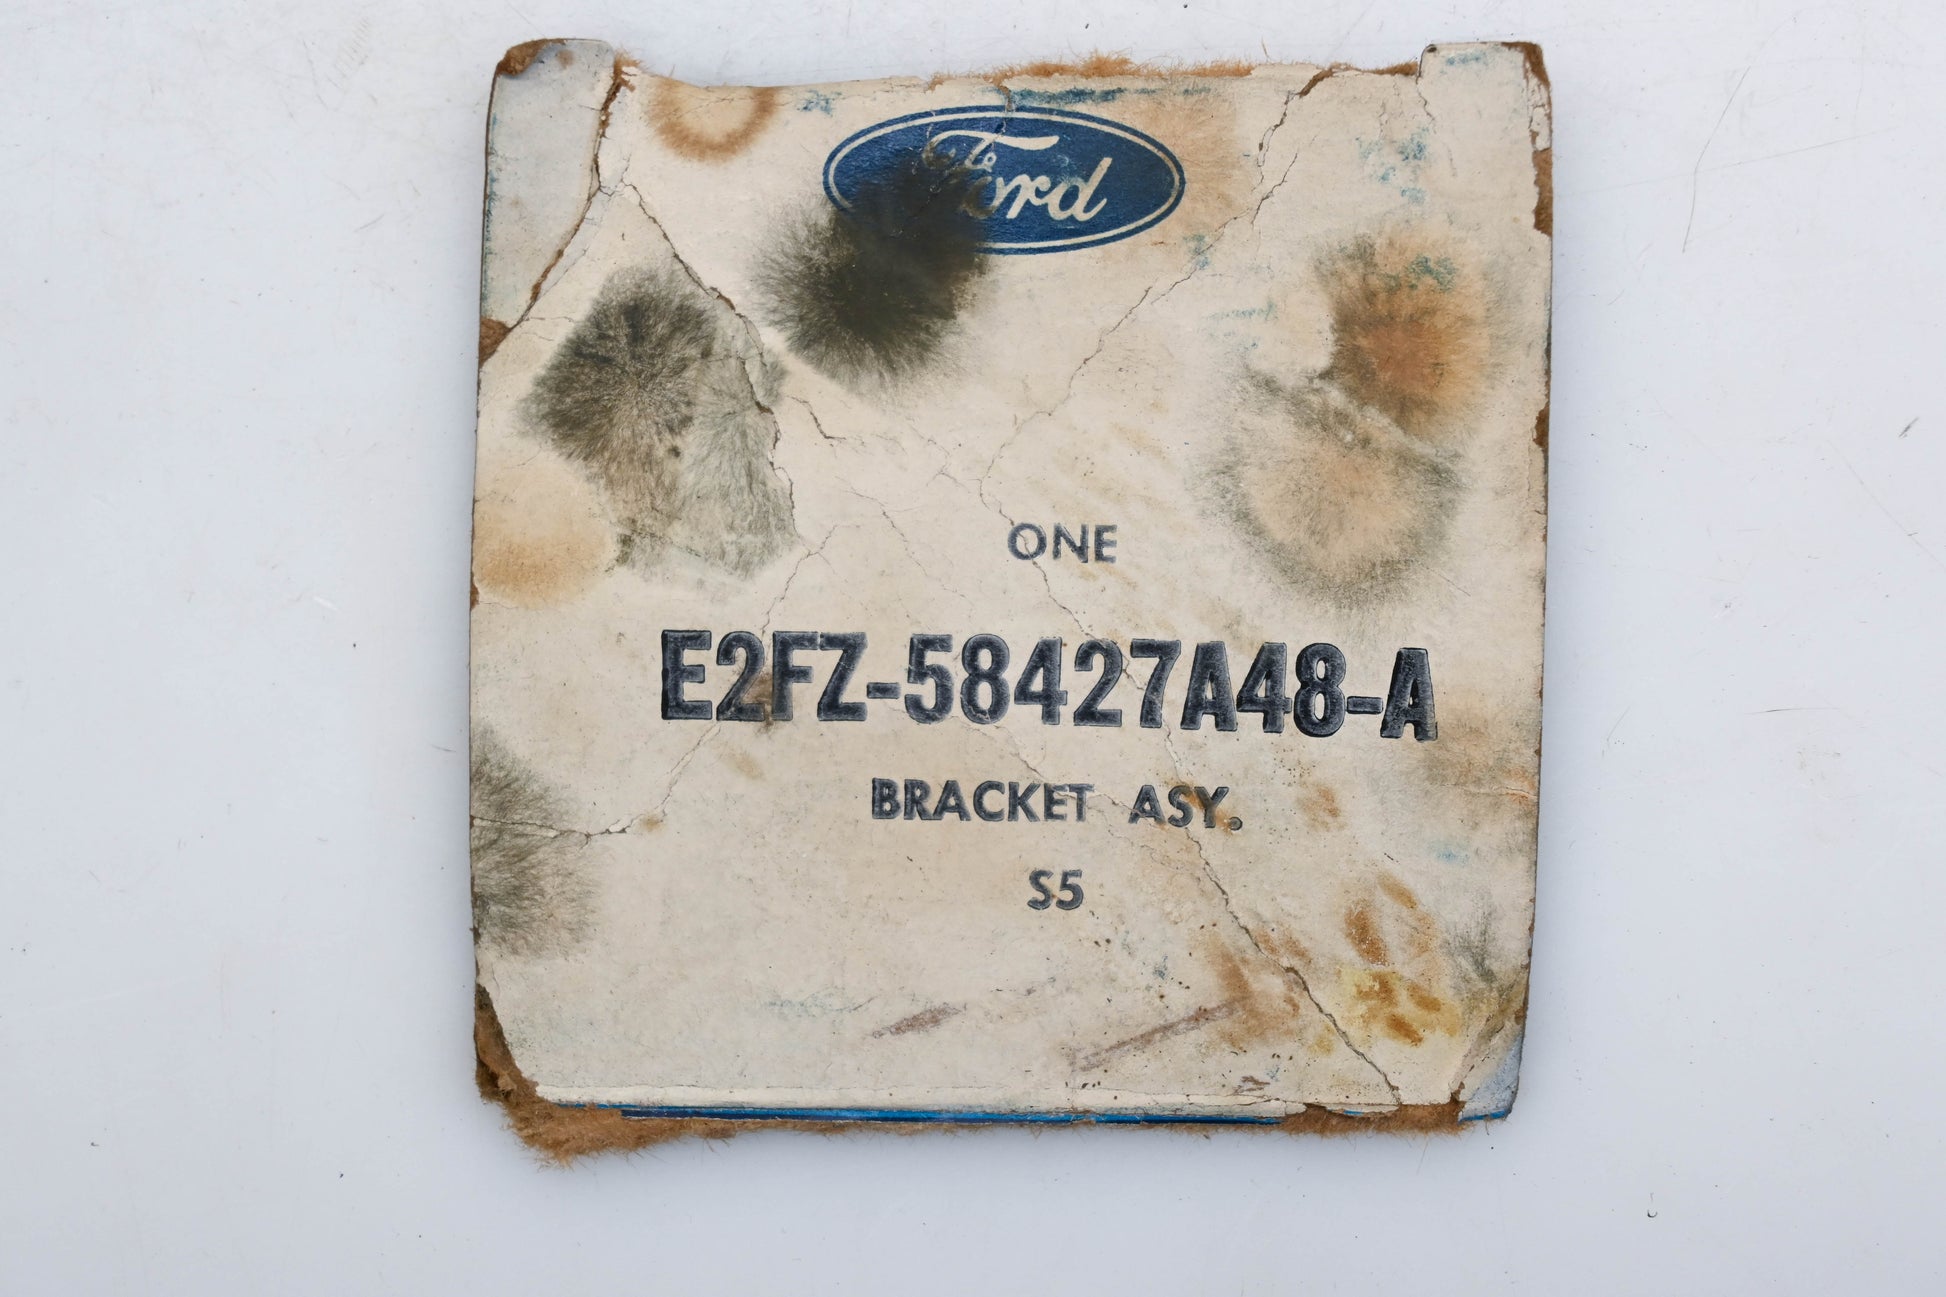 Ford
ONE
E2FZ-58427A48-A
BRACKET ASY.
S5